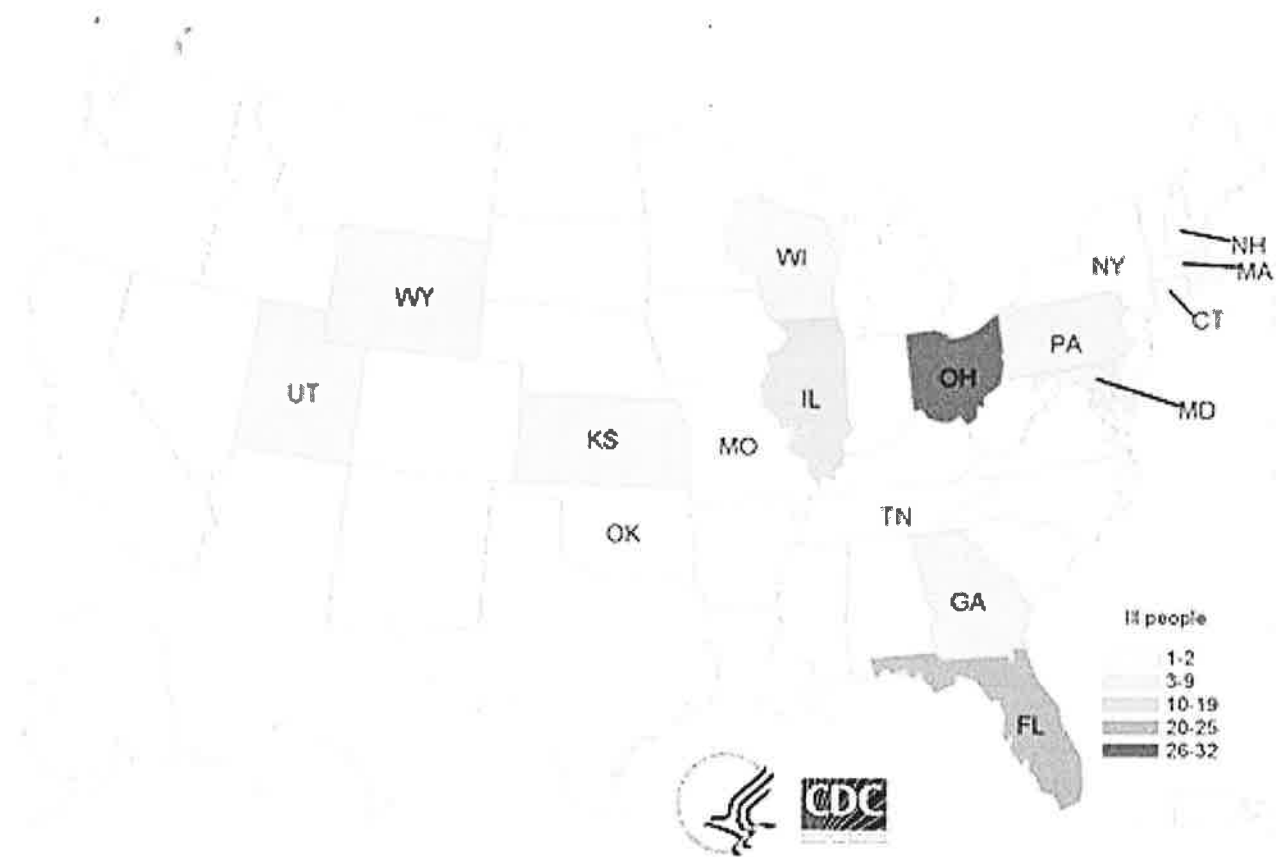 NH
WI
NY
MA
WY
CT
PA
OH
UT
IL
MD
KS
MO
TN
OK
GA
Ill people
1-2
3-9
10-19
20-25
26-32
FL
CDC